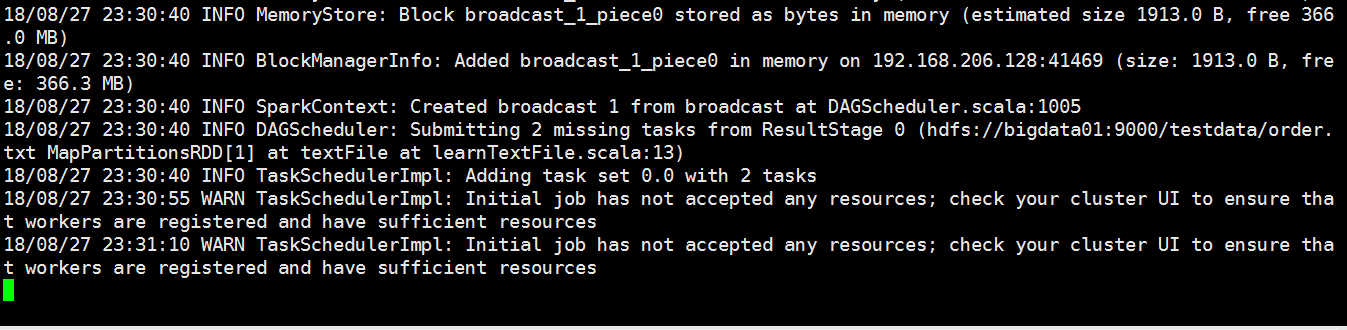 18/08/27 23:30:40 INFO MemoryStore: Block broadcast_1_piece0 stored as bytes in memory (estimated size 1913.0 B, free 366
.0 MB)
18/08/27 23:30:40 INFO BlockManagerInfo: Added broadcast_1_piece0 in memory on 192.168.206.128:41469 (size: 1913.0 B, fre
e: 366.3 MB)
18/08/27 23:30:40 INFO SparkContext: Created broadcast 1 from broadcast at DAGScheduler.scala:1005
18/08/27 23:30:40 INFO DAGScheduler: Submitting 2 missing tasks from ResultStage 0 (hdfs://bigdata01:9000/testdata/order.
txt MapPartitionsRDD[1] at textFile at learnTextFile.scala:13)
18/08/27 23:30:40 INFO TaskSchedulerImpl: Adding task set 0.0 with 2 tasks
18/08/27 23:30:55 WARN TaskSchedulerImpl: Initial job has not accepted any resources; check your cluster UI to ensure tha
t workers are registered and have sufficient resources
18/08/27 23:31:10 WARN TaskSchedulerImpl: Initial job has not accepted any resources; check your cluster UI to ensure tha
t workers are registered and have sufficient resources